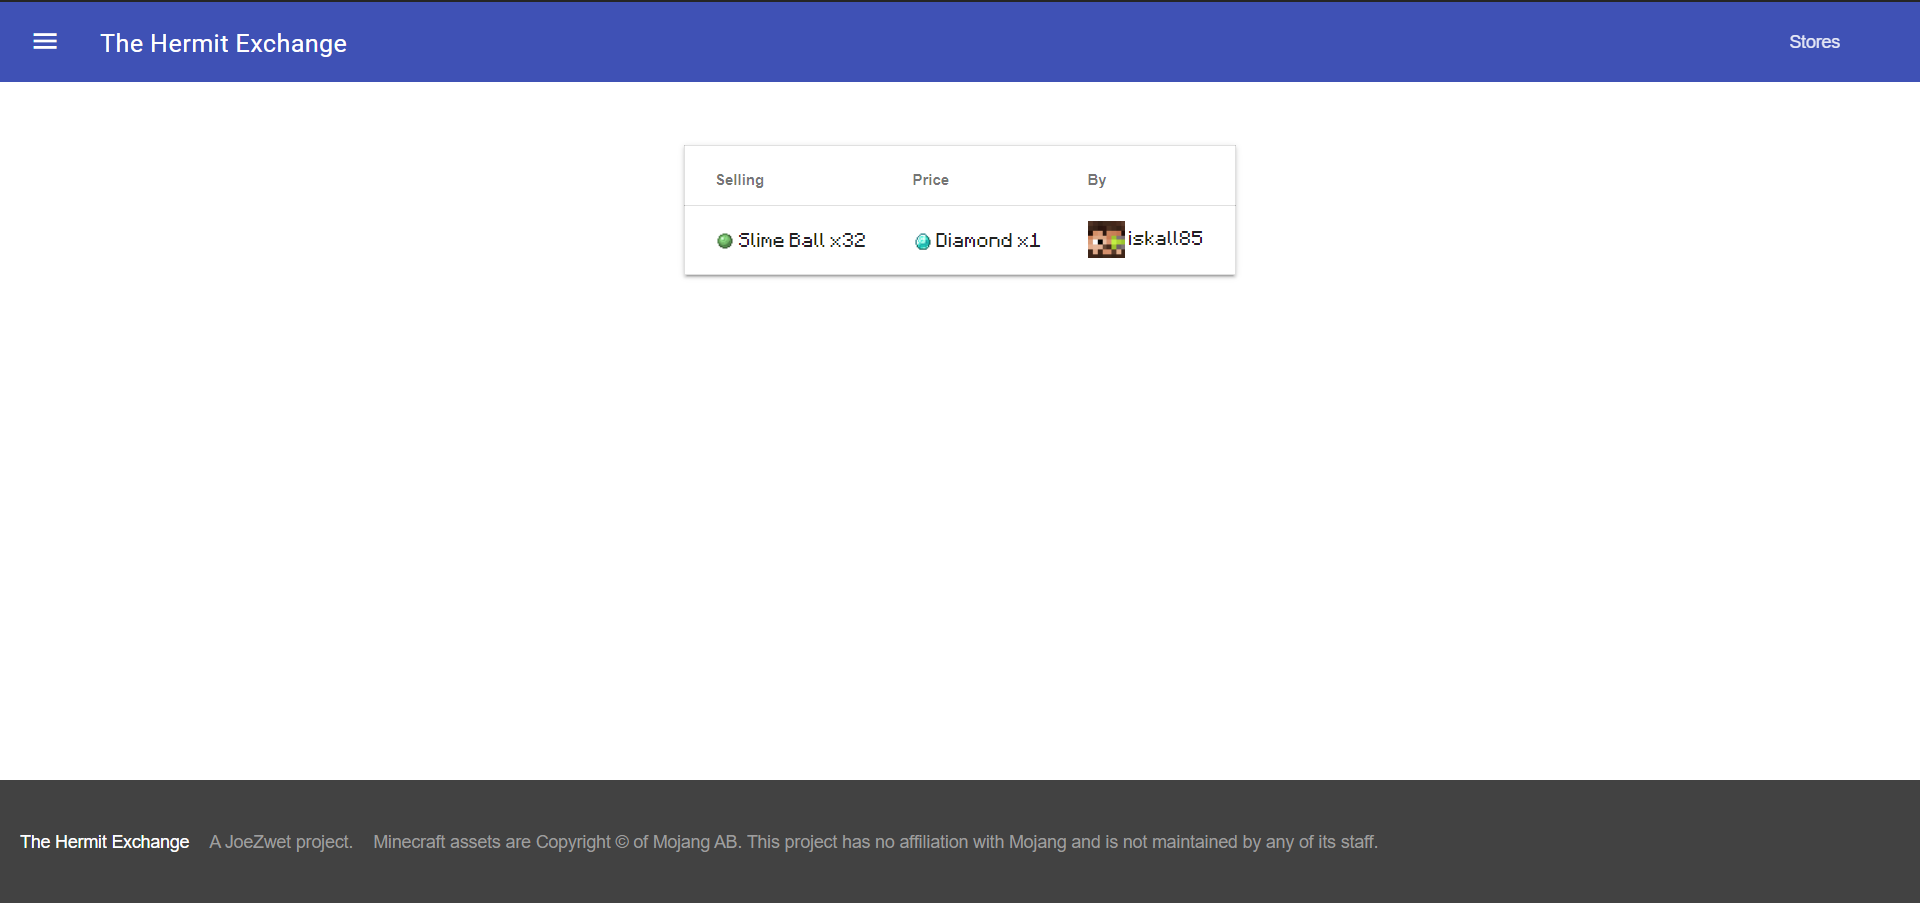 The Hermit Exchange Stores
Selling Price By
Slime Ball x32 Diamond x1 iskall85
The Hermit Exchange A JoeZwet project. Minecraft assets are Copyright © of Mojang AB. This project has no affiliation with Mojang and is not maintained by any of its staff.